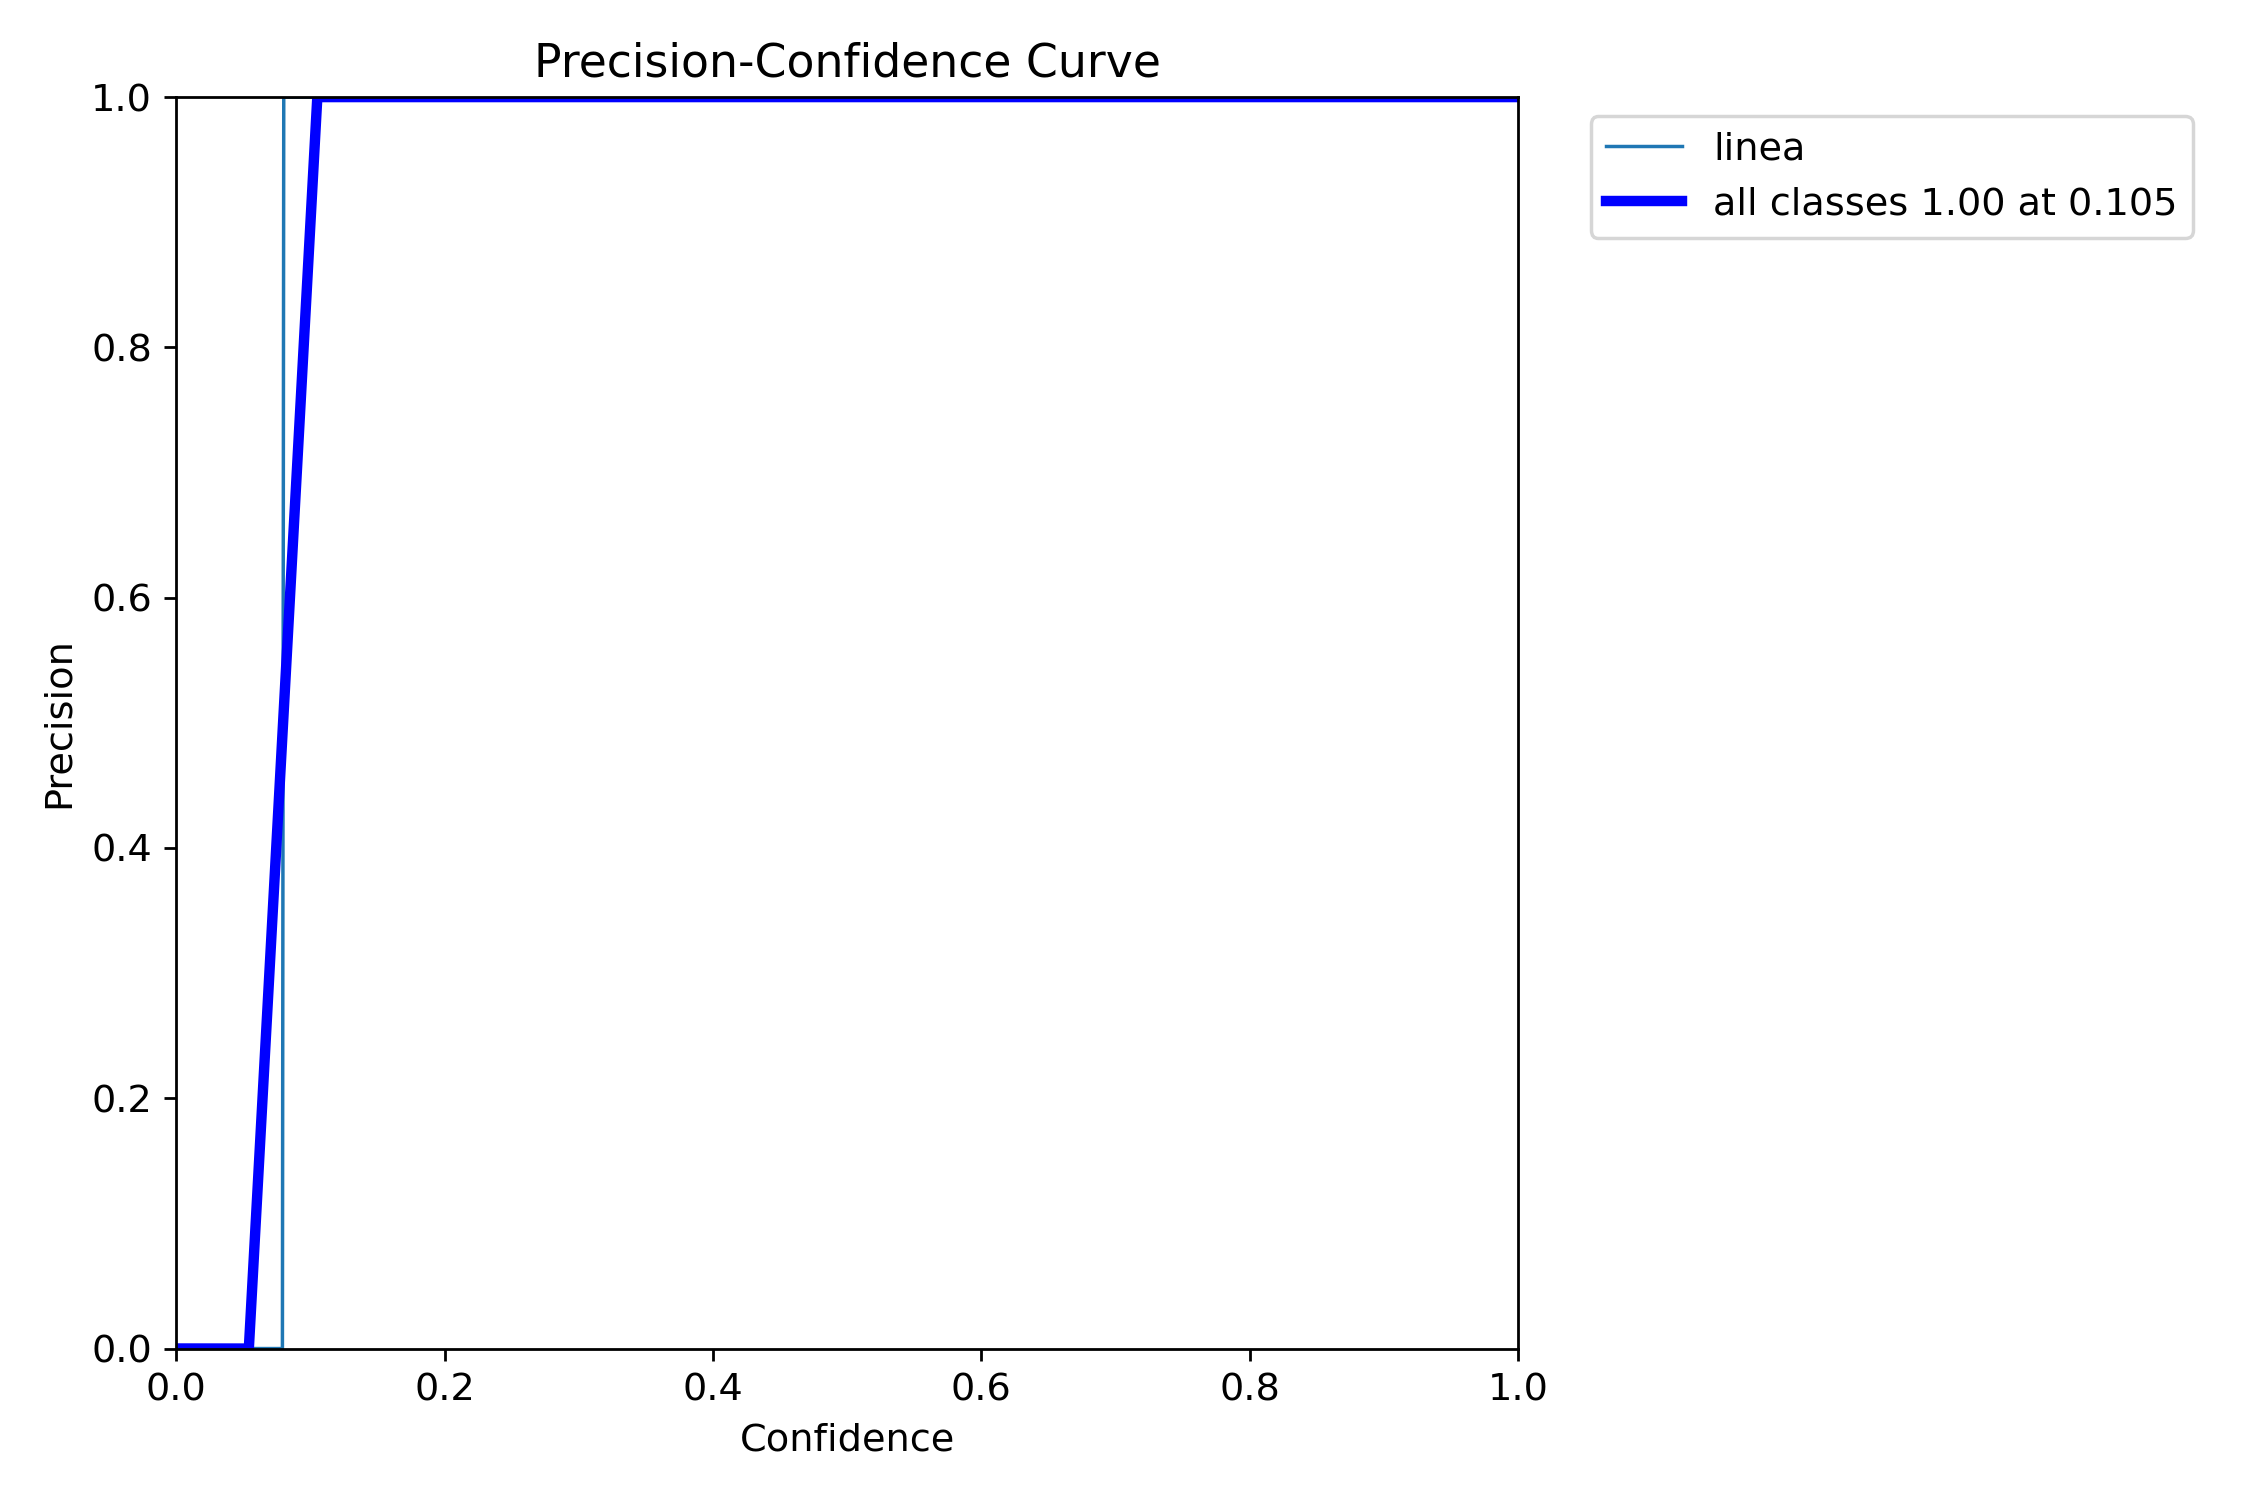 Precision-Confidence Curve
1.0
0.8
0.6
0.4
0.2
0.0
Precision
0.0 0.2 0.4 0.6 0.8 1.0
Confidence
linea
all classes 1.00 at 0.105